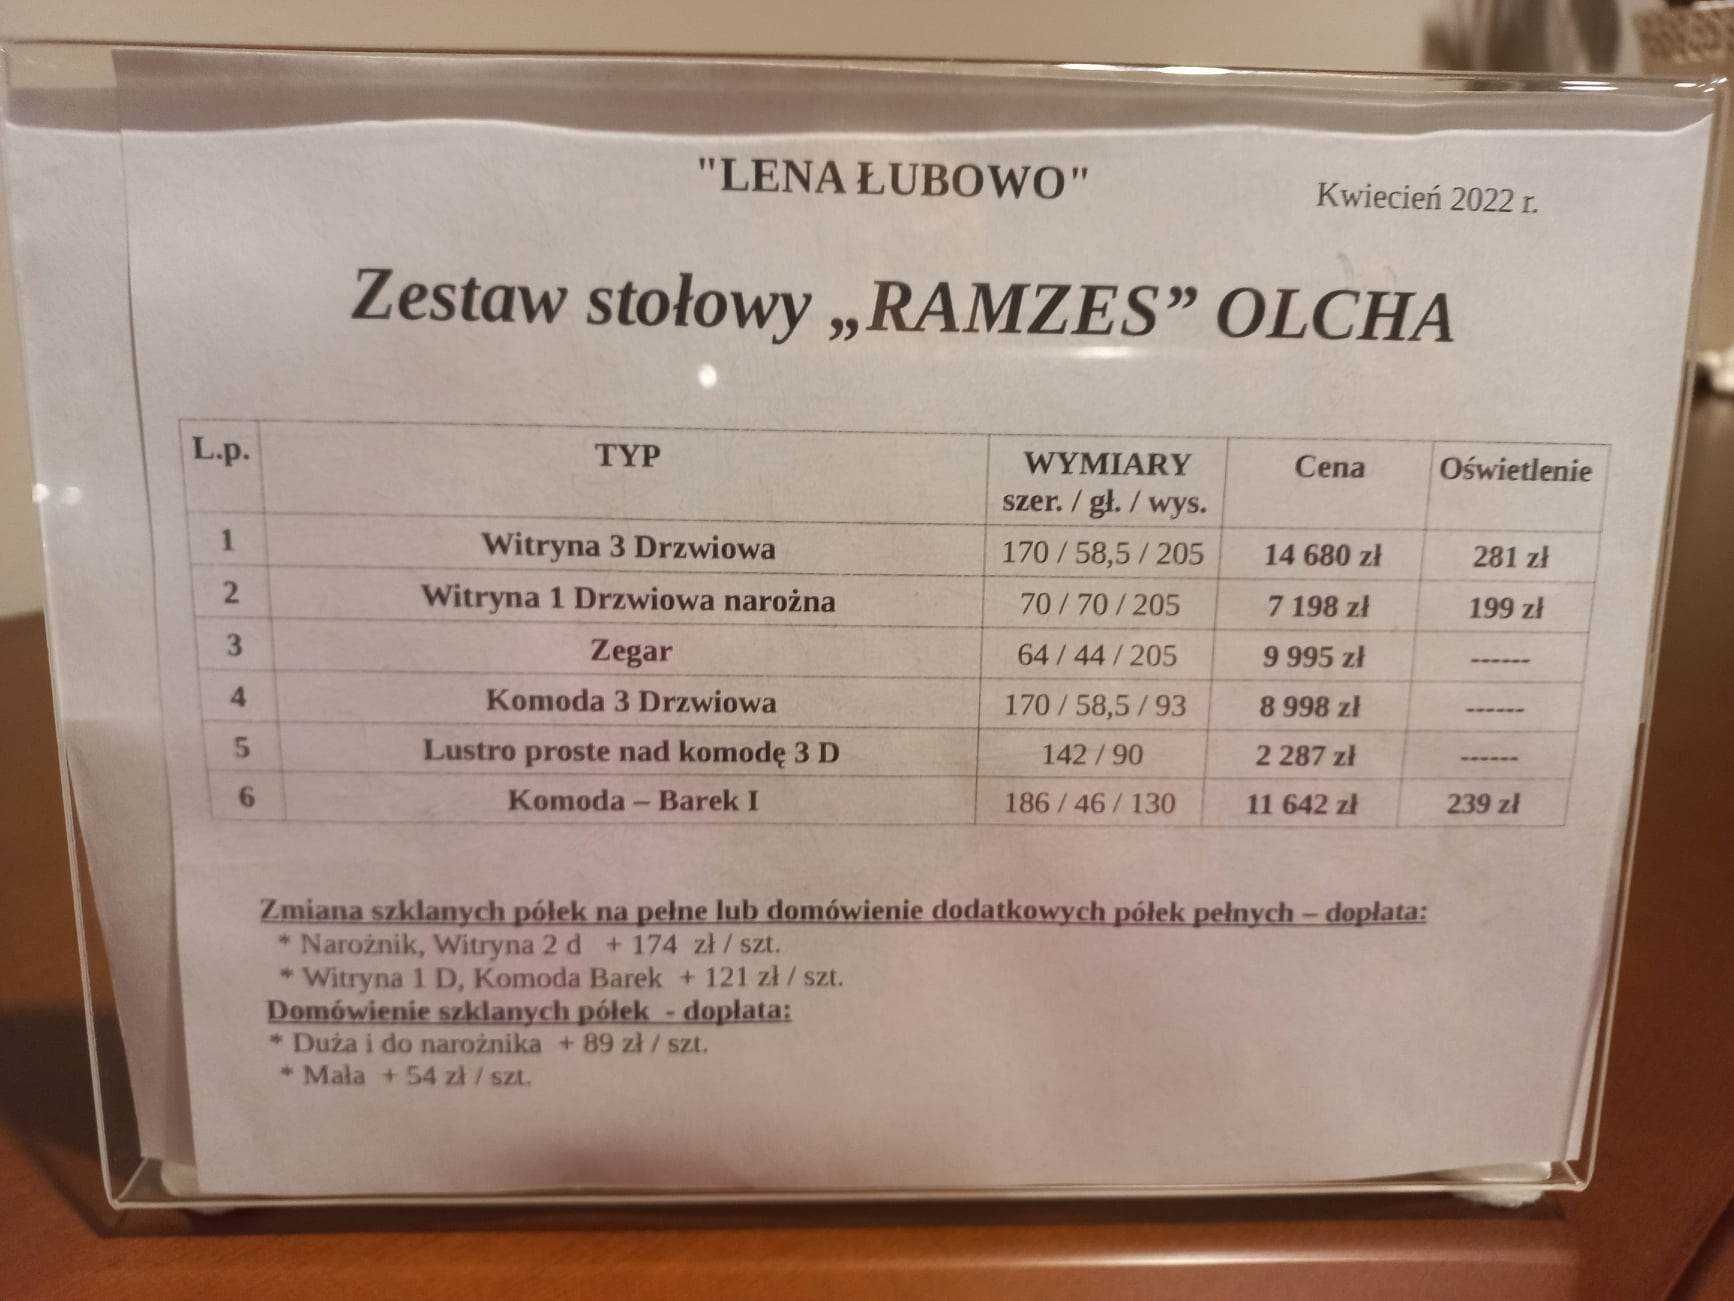 "LENA ŁUBOWO"
Kwiecień 2022 r.
Zestaw stołowy „RAMZES” OLCHA
L.p. TYP WYMIARY Cena Oświetlenie
szer. / gł. / wys.
1 Witryna 3 Drzwiowa 170 / 58,5 / 205 14 680 zł 281 zł
2 Witryna 1 Drzwiowa narożna 70 / 70 / 205 7 198 zł 199 zł
3 Zegar 64 / 44 / 205 9 995 zł ------
4 Komoda 3 Drzwiowa 170 / 58,5 / 93 8 998 zł ------
5 Lustro proste nad komodę 3 D 142 / 90 2 287 zł ------
6 Komoda – Barek I 186 / 46 / 130 11 642 zł 239 zł
Zmiana szklanych półek na pełne lub domówienie dodatkowych półek pełnych – dopłata:
* Narożnik, Witryna 2 d + 174 zł / szt.
* Witryna 1 D, Komoda Barek + 121 zł / szt.
Domówienie szklanych półek - dopłata:
* Duża i do narożnika + 89 zł / szt.
* Mała + 54 zł / szt.